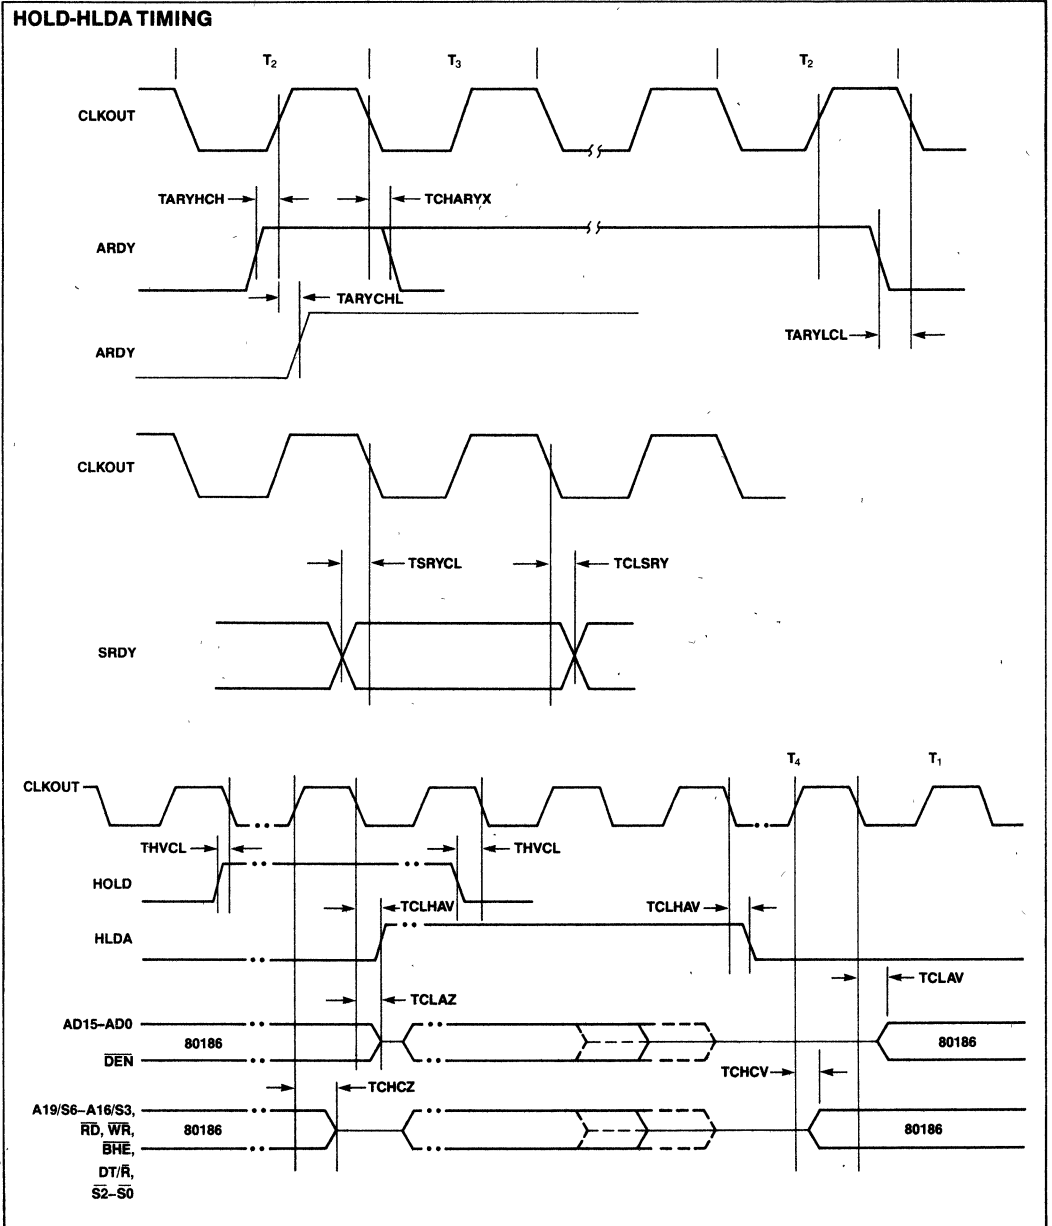 HOLD-HLDA TIMING
T2 T3 T2
CLKOUT
TARYHCH TCHARYX
ARDY
TARYCHL
TARYLCL
ARDY
CLKOUT
TSRYCL TCLSRY
SRDY
T4 T1
CLKOUT
THVCL THVCL
HOLD
TCLHAV TCLHAV
HLDA
TCLAV
TCLAZ
AD15–AD0
80186 80186
DEN
TCHCV
TCHCZ
A19/S6–A16/S3,
RD, WR, 80186 80186
BHE,
DT/R,
S2–S0